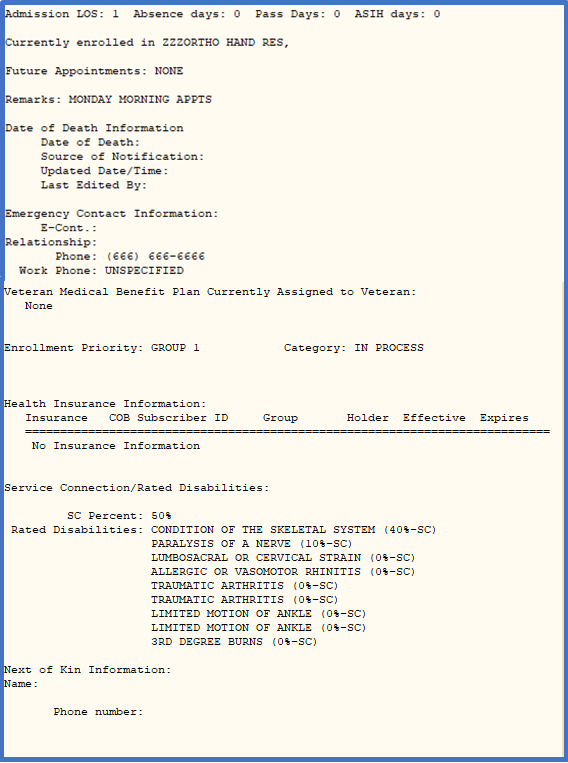 Admission LOS: 1  Absence days: 0  Pass Days: 0  ASIH days: 0
Currently enrolled in ZZZORTHO HAND RES,
Future Appointments: NONE
Remarks: MONDAY MORNING APPTS
Date of Death Information
Date of Death:
Source of Notification:
Updated Date/Time:
Last Edited By:
Emergency Contact Information:
E-Cont.:
Relationship:
Phone: (666) 666-6666
Work Phone: UNSPECIFIED
Veteran Medical Benefit Plan Currently Assigned to Veteran:
None
Enrollment Priority: GROUP 1            Category: IN PROCESS
Health Insurance Information:
Insurance   COB Subscriber ID     Group       Holder  Effective  Expires
===========================================================================
No Insurance Information
Service Connection/Rated Disabilities:
SC Percent: 50%
Rated Disabilities: CONDITION OF THE SKELETAL SYSTEM (40%-SC)
PARALYSIS OF A NERVE (10%-SC)
LUMBOSACRAL OR CERVICAL STRAIN (0%-SC)
ALLERGIC OR VASOMOTOR RHINITIS (0%-SC)
TRAUMATIC ARTHRITIS (0%-SC)
TRAUMATIC ARTHRITIS (0%-SC)
LIMITED MOTION OF ANKLE (0%-SC)
LIMITED MOTION OF ANKLE (0%-SC)
3RD DEGREE BURNS (0%-SC)
Next of Kin Information:
Name:
Phone number: